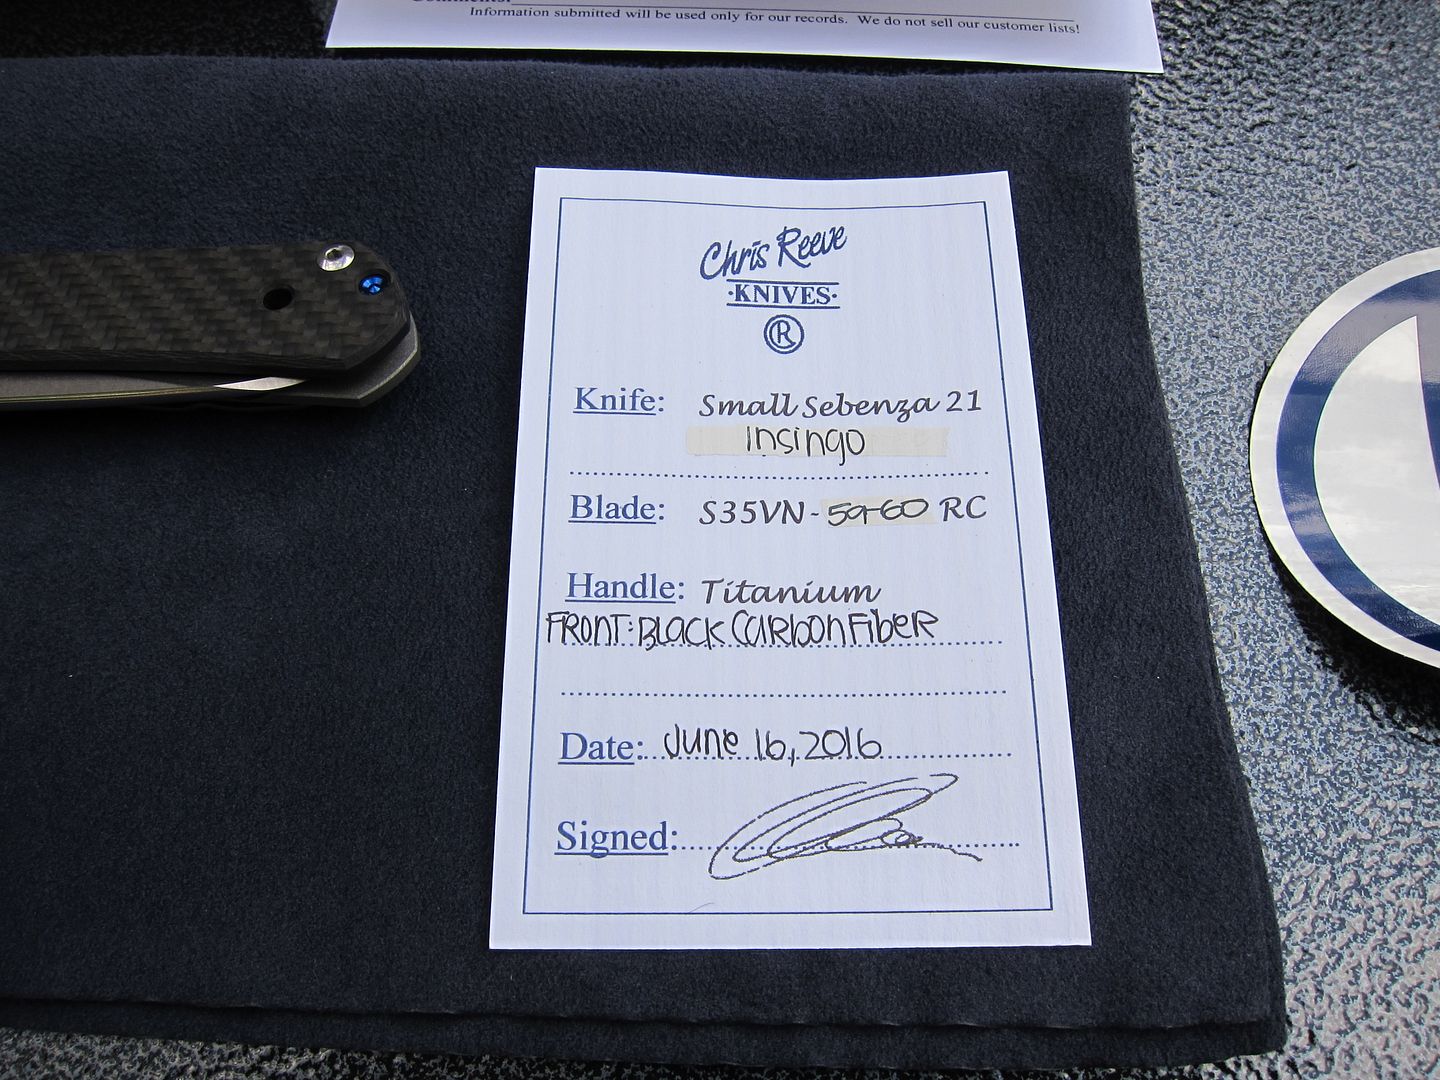 Comments:
Information submitted will be used only for our records. We do not sell our customer lists!
Chris Reeve
·KNIVES·
®
Knife: Small Sebenza 21
Insingo
Blade: S35VN-59-60 RC
Handle: Titanium
FRONT: BLACK CARBON FIBER
Date: June 16, 2016
Signed: